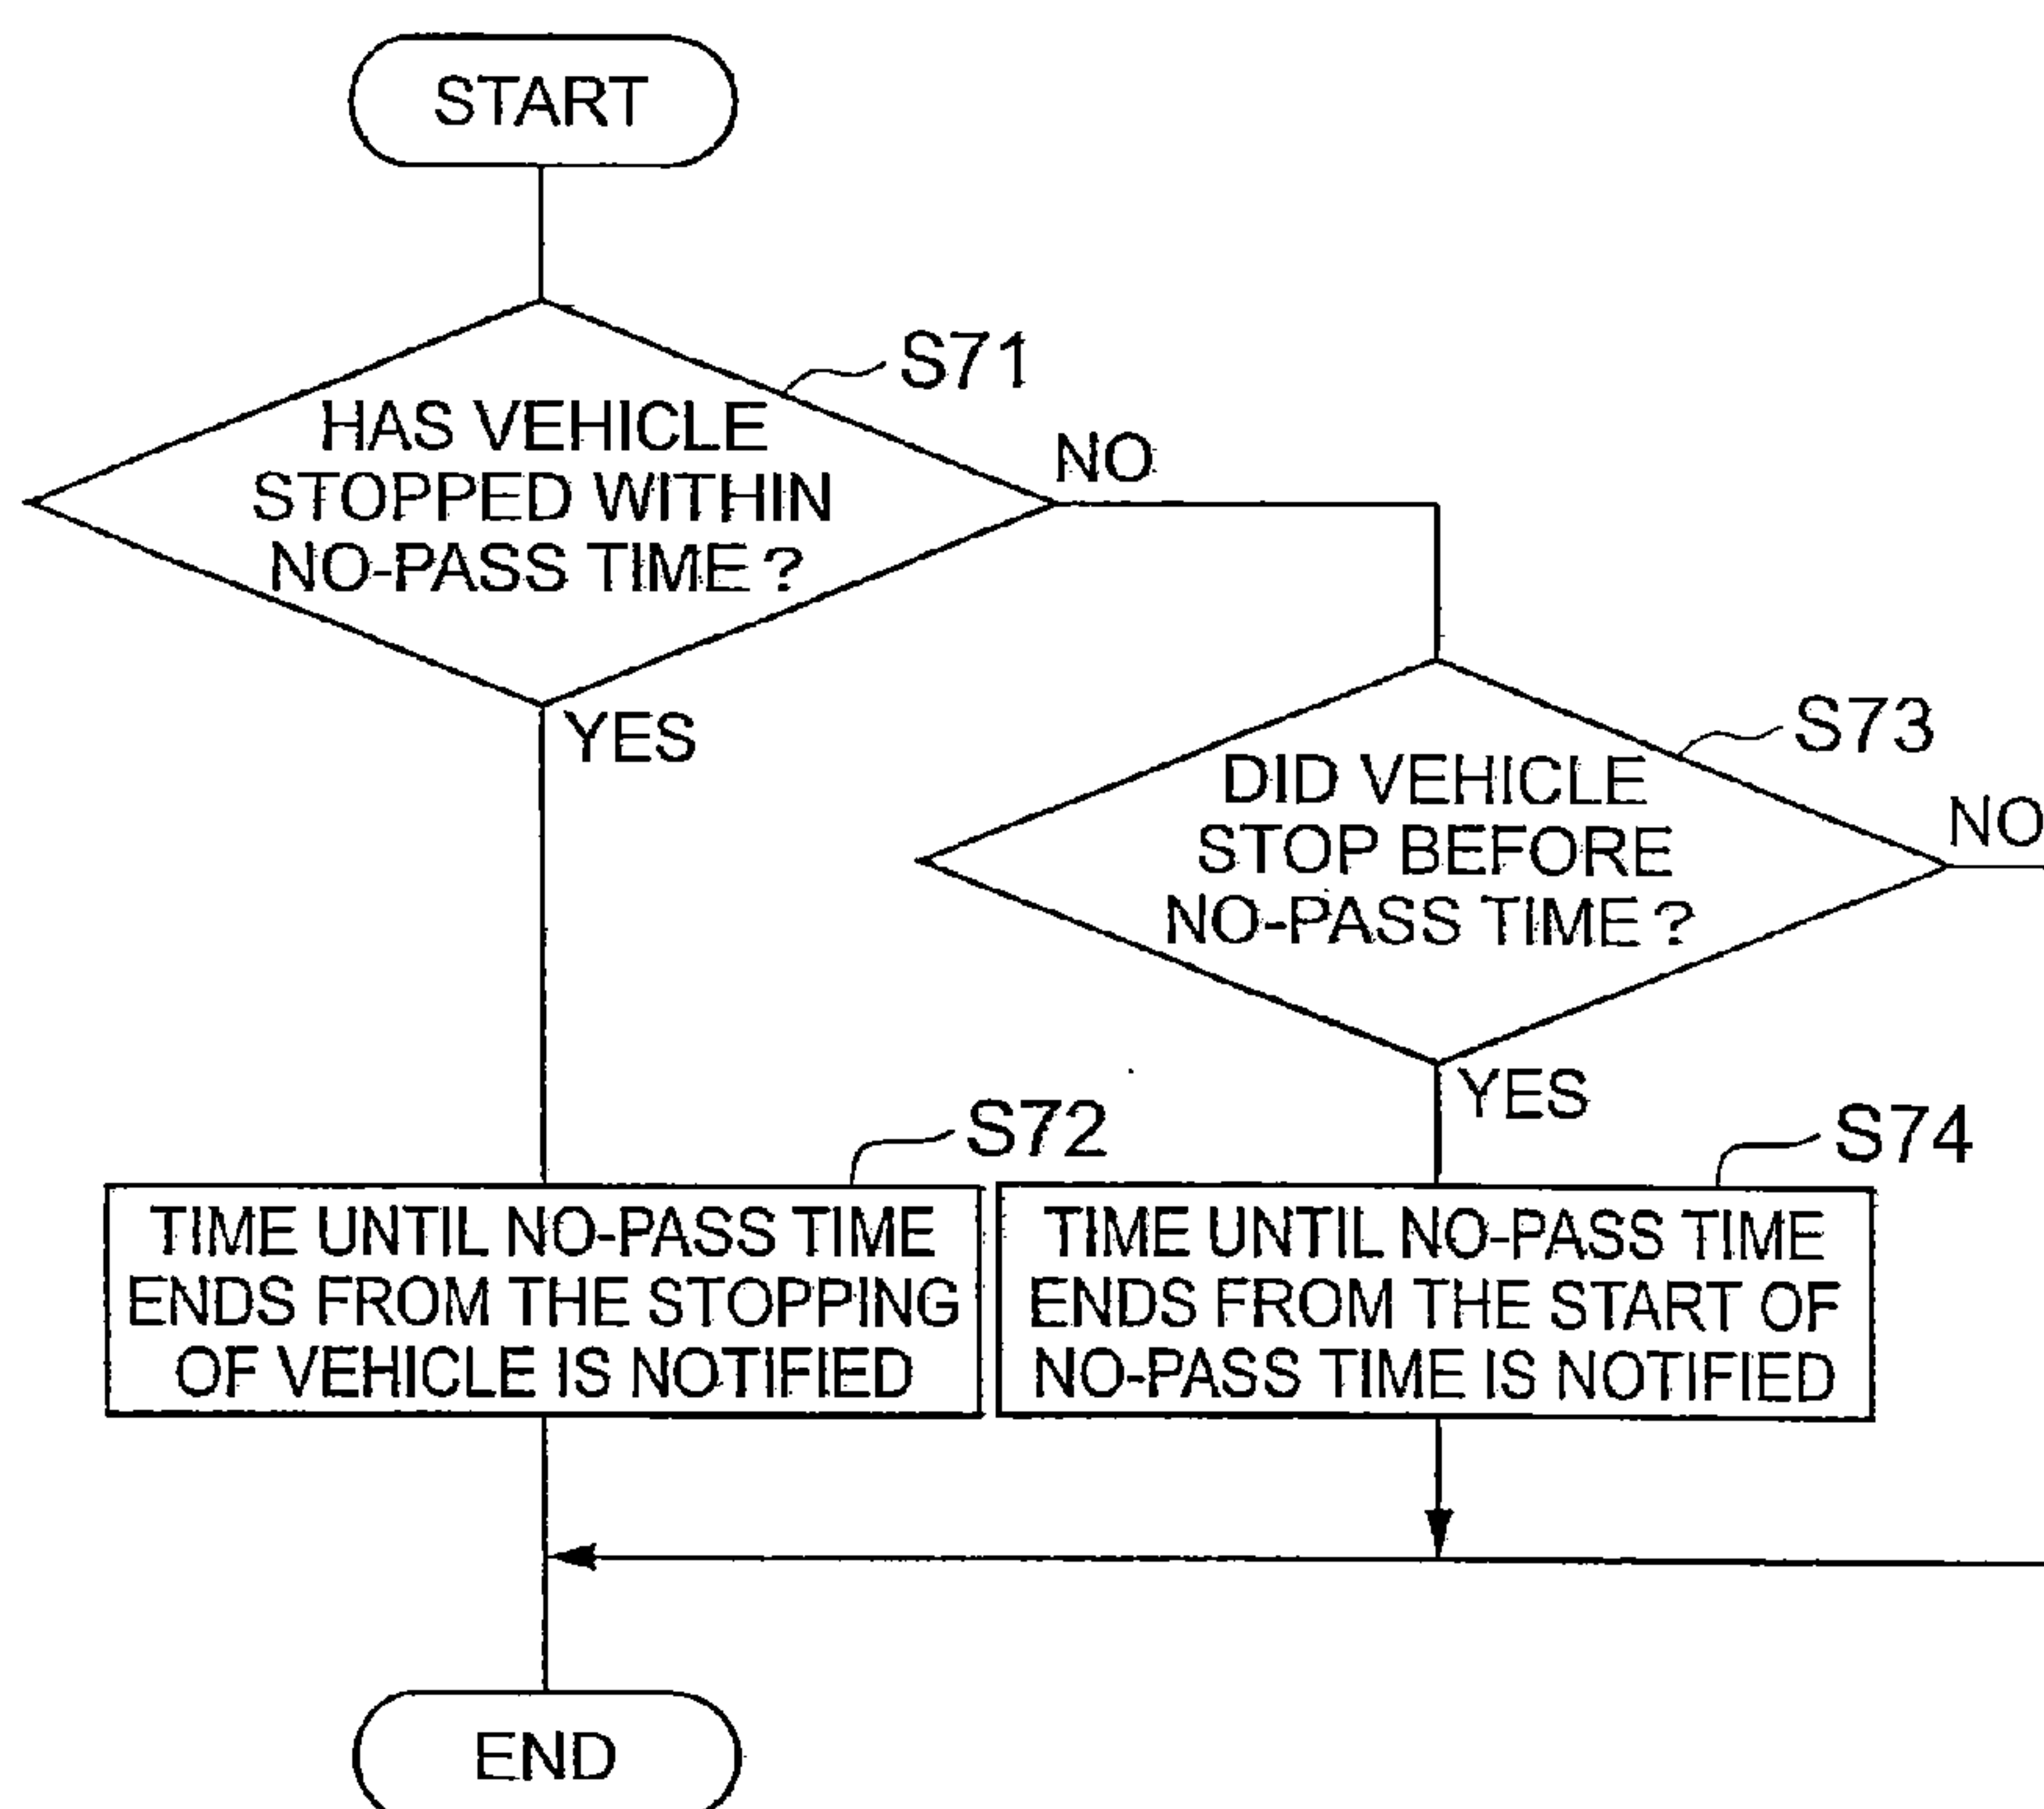 START
S71
HAS VEHICLE
STOPPED WITHIN
NO-PASS TIME?
NO
YES
S73
DID VEHICLE
STOP BEFORE
NO-PASS TIME?
NO
YES
S72
TIME UNTIL NO-PASS TIME
ENDS FROM THE STOPPING
OF VEHICLE IS NOTIFIED
S74
TIME UNTIL NO-PASS TIME
ENDS FROM THE START OF
NO-PASS TIME IS NOTIFIED
END